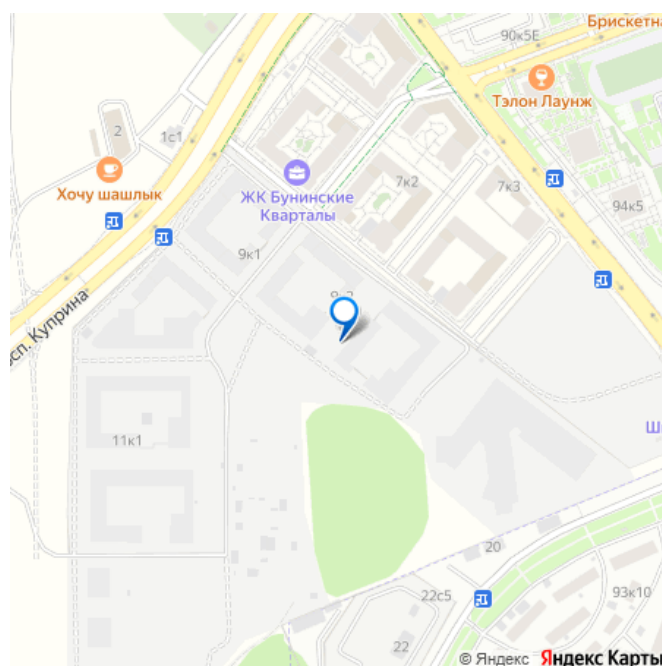 90к5Е
Брискетна
Тэлон Лаунж
2
1с1
Хочу шашлык
ЖК Бунинские
Кварталы
7к2
7к3
94к5
9к1
осп. Куприна
11к1
Ш
20
22с5
93к10
22
© Яндекс Яндекс Карты